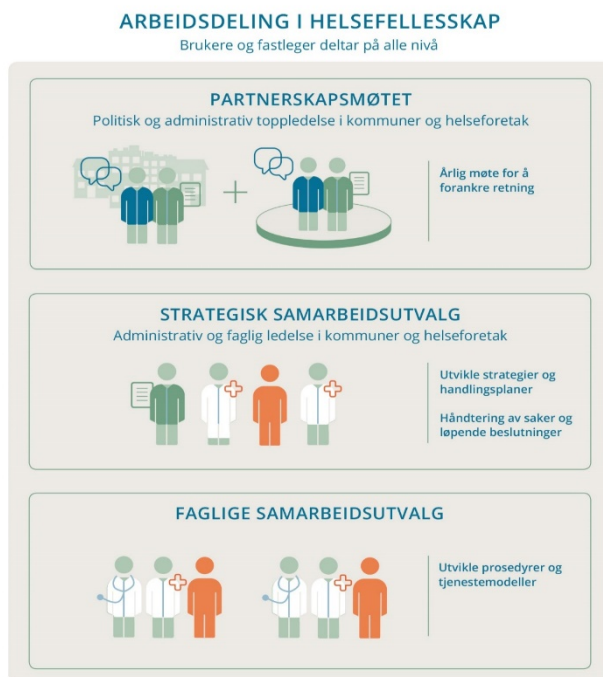 ARBEIDSDELING I HELSEFELLESSKAP
Brukere og fastleger deltar på alle nivå
PARTNERSKAPSMØTET
Politisk og administrativ toppledelse i kommuner og helseforetak
Årlig møte for å
forankre retning
STRATEGISK SAMARBEIDSUTVALG
Administrativ og faglig ledelse i kommuner og helseforetak
Utvikle strategier og
handlingsplaner
Håndtering av saker og
løpende beslutninger
FAGLIGE SAMARBEIDSUTVALG
Utvikle prosedyrer og
tjenestemodeller